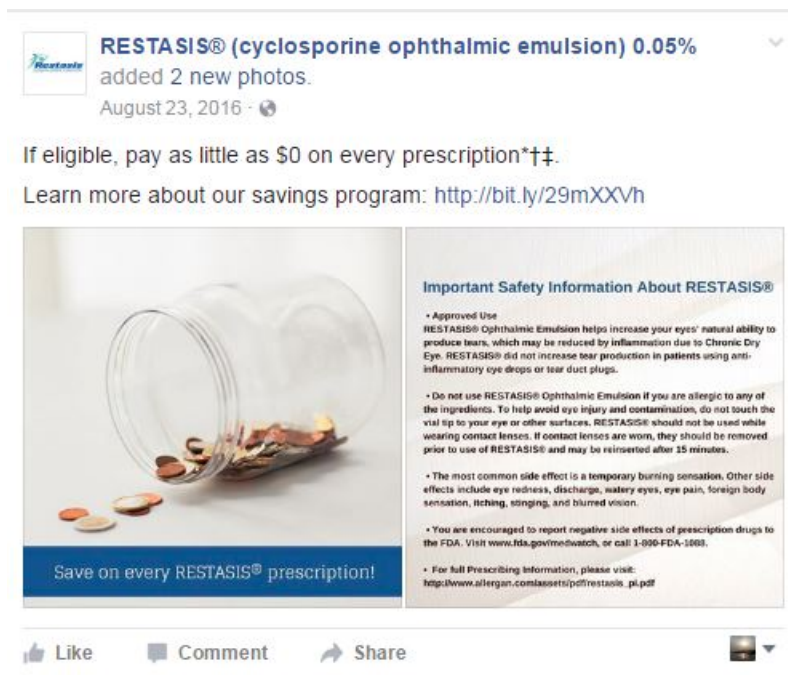 Restasis
RESTASIS® (cyclosporine ophthalmic emulsion) 0.05%
added 2 new photos.
August 23, 2016 ·
If eligible, pay as little as $0 on every prescription*†‡.
Learn more about our savings program: http://bit.ly/29mXXVh
Save on every RESTASIS® prescription!
Important Safety Information About RESTASIS®
• Approved Use
RESTASIS® Ophthalmic Emulsion helps increase your eyes' natural ability to
produce tears, which may be reduced by inflammation due to Chronic Dry
Eye. RESTASIS® did not increase tear production in patients using anti-
inflammatory eye drops or tear duct plugs.
• Do not use RESTASIS® Ophthalmic Emulsion if you are allergic to any of
the ingredients. To help avoid eye injury and contamination, do not touch the
vial tip to your eye or other surfaces. RESTASIS® should not be used while
wearing contact lenses. If contact lenses are worn, they should be removed
prior to use of RESTASIS® and may be reinserted after 15 minutes.
• The most common side effect is a temporary burning sensation. Other side
effects include eye redness, discharge, watery eyes, eye pain, foreign body
sensation, itching, stinging, and blurred vision.
• You are encouraged to report negative side effects of prescription drugs to
the FDA. Visit www.fda.gov/medwatch, or call 1-800-FDA-1088.
• For full Prescribing Information, please visit:
http://www.allergan.com/assets/pdf/restasis_pi.pdf
Like Comment Share